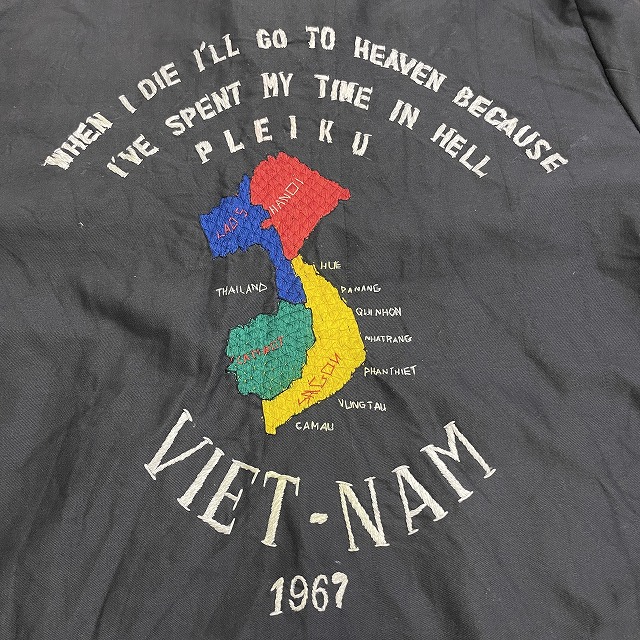 WHEN I DIE I'LL GO TO HEAVEN BECAUSE
I'VE SPENT MY TIME IN HELL
PLEIKU
HANOI
LAOS
HUE
THAILAND
DANANG
QUINHON
NHATRANG
PHANTHIET
SAGON
VUNGTAU
CAMAU
VIET-NAM
1967